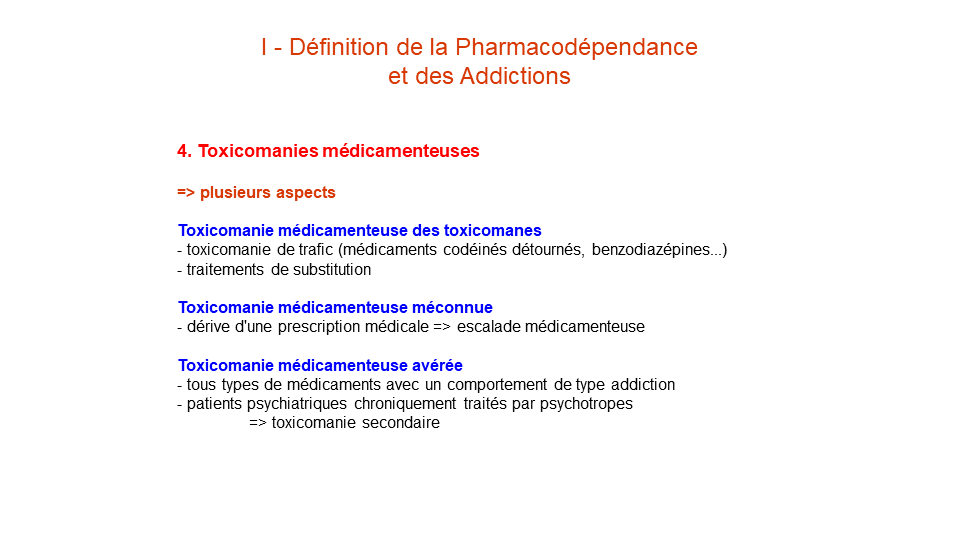 I - Définition de la Pharmacodépendance
et des Addictions
4. Toxicomanies médicamenteuses
=> plusieurs aspects
Toxicomanie médicamenteuse des toxicomanes
- toxicomanie de trafic (médicaments codéinés détournés, benzodiazépines...)
- traitements de substitution
Toxicomanie médicamenteuse méconnue
- dérive d'une prescription médicale => escalade médicamenteuse
Toxicomanie médicamenteuse avérée
- tous types de médicaments avec un comportement de type addiction
- patients psychiatriques chroniquement traités par psychotropes
=> toxicomanie secondaire